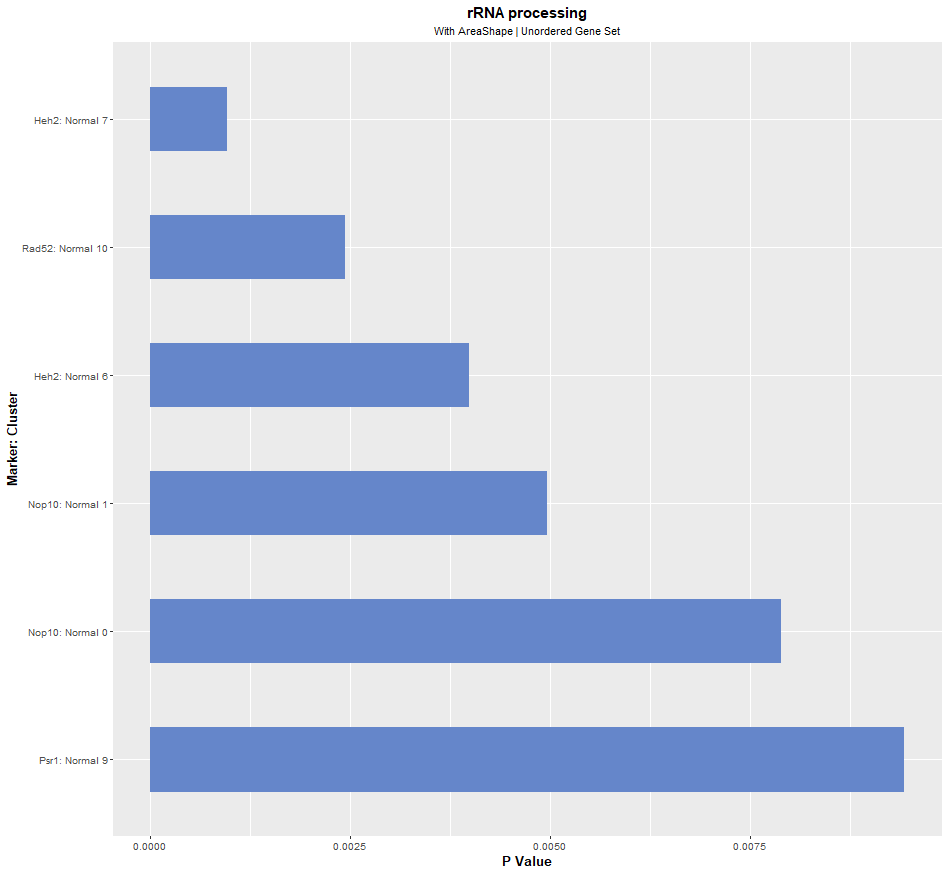 rRNA processing
With AreaShape | Unordered Gene Set
Marker: Cluster
Heh2: Normal 7
Rad52: Normal 10
Heh2: Normal 6
Nop10: Normal 1
Nop10: Normal 0
Psr1: Normal 9
0.0000 0.0025 0.0050 0.0075
P Value